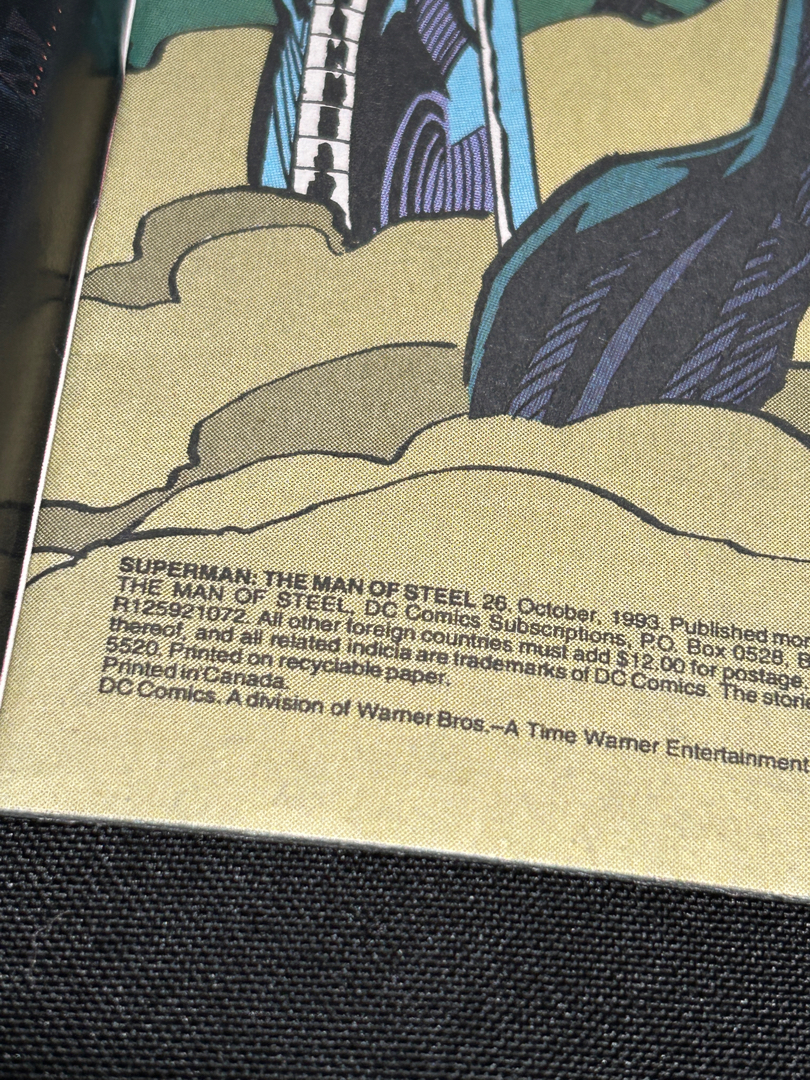 SUPERMAN: THE MAN OF STEEL 26. October, 1993. Published mo
THE MAN OF STEEL, DC Comics Subscriptions, P.O. Box 0528, B
R125921072. All other foreign countries must add $12.00 for postage.
thereof, and all related indicia are trademarks of DC Comics. The storie
5520. Printed on recyclable paper.
Printed in Canada.
DC Comics. A division of Warner Bros.—A Time Warner Entertainment